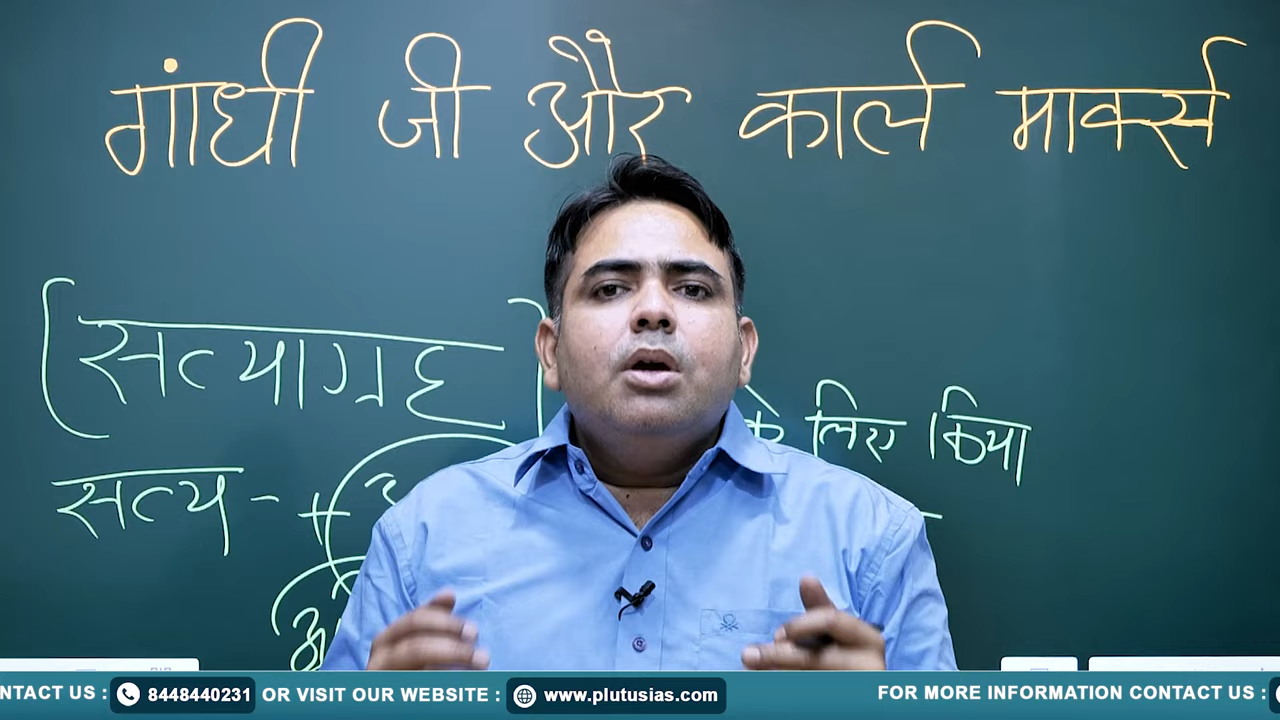 गांधी जी और कार्ल मार्क्स
(सत्याग्रह)
के लिए किया
सत्य - +
NTACT US : 8448440231 OR VISIT OUR WEBSITE : www.plutusias.com FOR MORE INFORMATION CONTACT US :